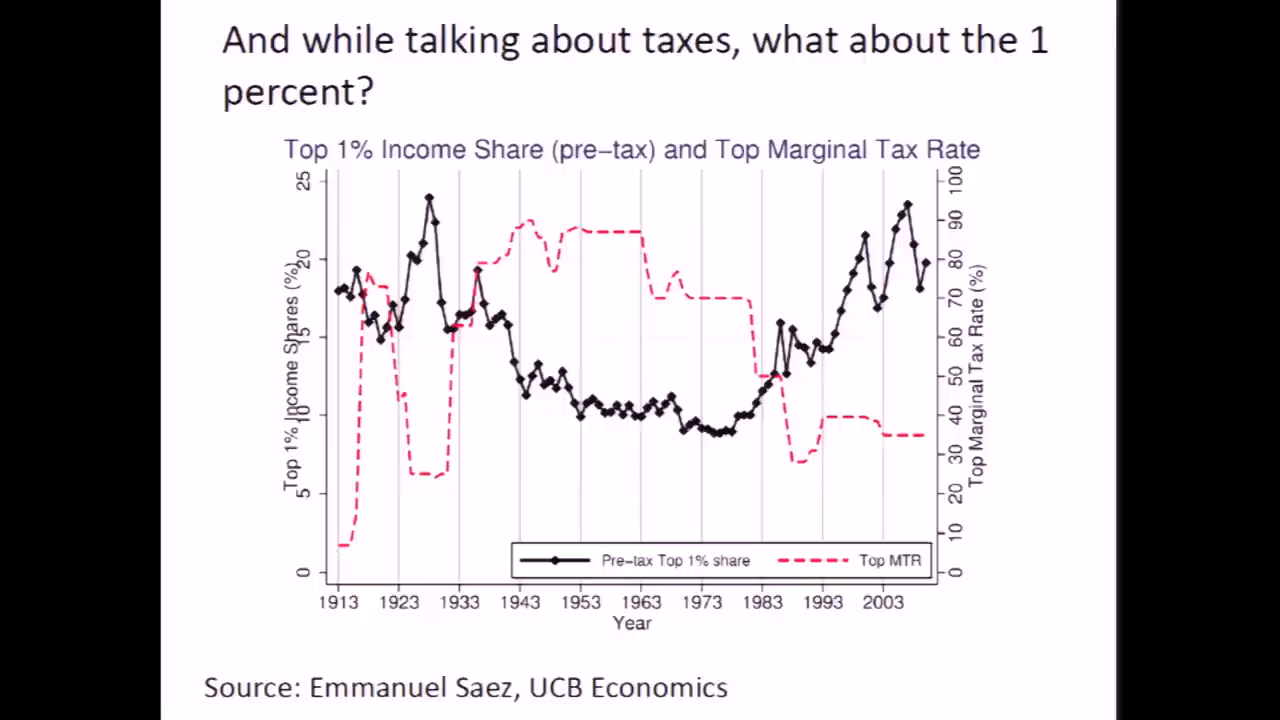 And while talking about taxes, what about the 1
percent?
Top 1% Income Share (pre-tax) and Top Marginal Tax Rate
Top 1% Income Shares (%)
25
20
15
10
5
0
100
90
80
70
60
50
40
30
20
10
0
Top Marginal Tax Rate (%)
Pre-tax Top 1% share
Top MTR
1913 1923 1933 1943 1953 1963 1973 1983 1993 2003
Year
Source: Emmanuel Saez, UCB Economics